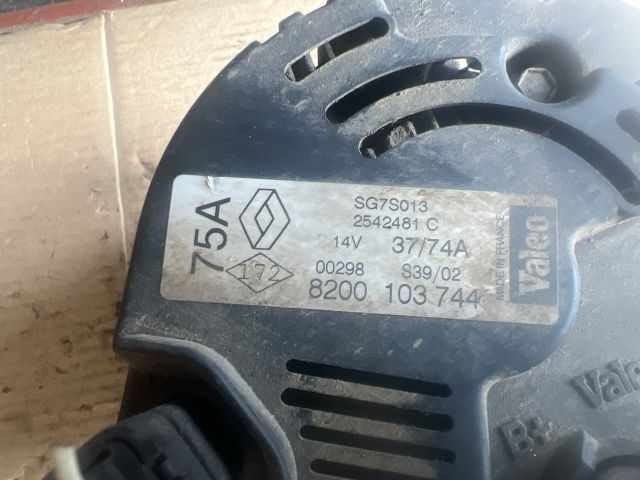 75A
SG7S013
2542481 C
14V 37/74A
172
00298 S39/02
8200 103 744
Valeo
MADE IN FRANCE
B+ Valeo